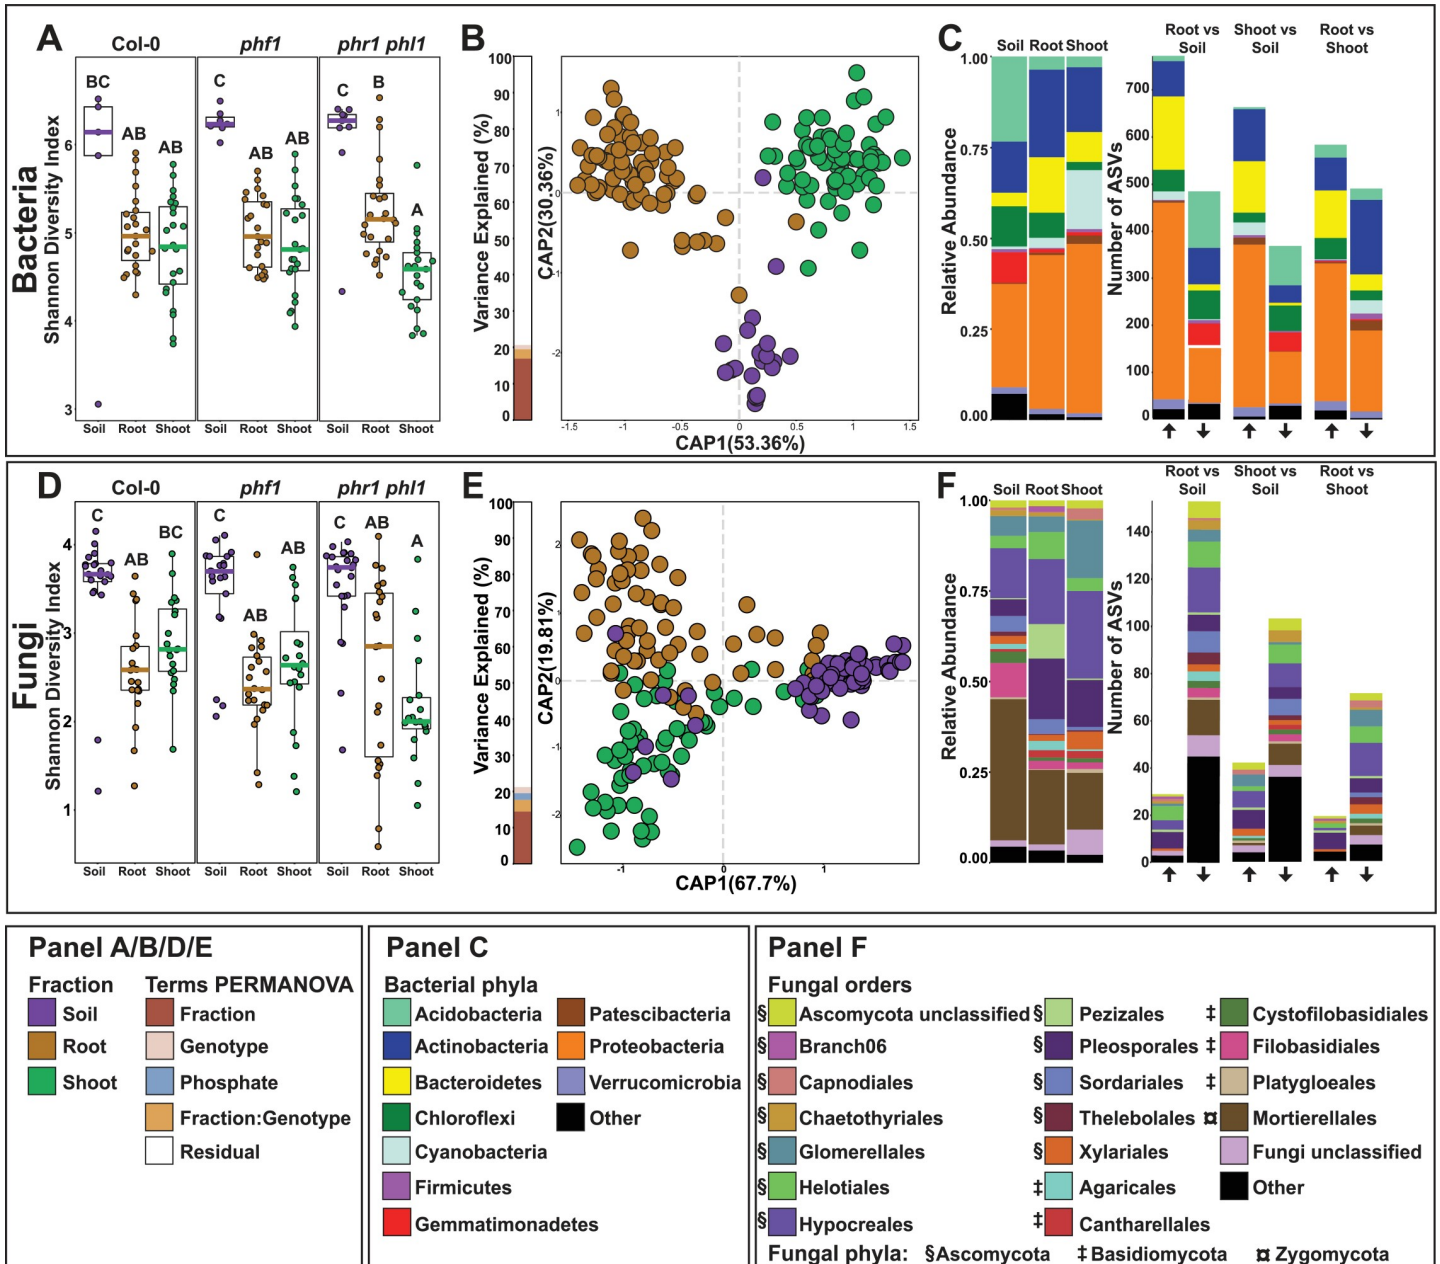 A
Col-0
phf1
phr1 phl1
Bacteria
Shannon Diversity Index
6
5
4
3
BC
AB
AB
C
AB
AB
C
B
A
Soil Root Shoot
Soil Root Shoot
Soil Root Shoot
B
Variance Explained (%)
100
90
80
70
60
50
40
30
20
10
0
CAP2(30.36%)
1
0
-1
-2
-1.5 -1 -0.5 0 0.5 1 1.5
CAP1(53.36%)
C
Soil Root Shoot
Relative Abundance
1.00
0.75
0.50
0.25
0.00
Root vs Soil
Shoot vs Soil
Root vs Shoot
Number of ASVs
700
600
500
400
300
200
100
0
D
Col-0
phf1
phr1 phl1
Fungi
Shannon Diversity Index
4
3
2
1
C
AB
BC
C
AB
AB
C
AB
A
Soil Root Shoot
Soil Root Shoot
Soil Root Shoot
E
Variance Explained (%)
100
90
80
70
60
50
40
30
20
10
0
CAP2(19.81%)
2
1
0
-1
-2
-1 0 1
CAP1(67.7%)
F
Soil Root Shoot
Relative Abundance
1.00
0.75
0.50
0.25
0.00
Root vs Soil
Shoot vs Soil
Root vs Shoot
Number of ASVs
140
120
100
80
60
40
20
0
Panel A/B/D/E
Fraction
Soil
Root
Shoot
Terms PERMANOVA
Fraction
Genotype
Phosphate
Fraction:Genotype
Residual
Panel C
Bacterial phyla
Acidobacteria
Actinobacteria
Bacteroidetes
Chloroflexi
Cyanobacteria
Firmicutes
Gemmatimonadetes
Patescibacteria
Proteobacteria
Verrucomicrobia
Other
Panel F
Fungal orders
§ Ascomycota unclassified
§ Branch06
§ Capnodiales
§ Chaetothyriales
§ Glomerellales
§ Helotiales
§ Hypocreales
§ Pezizales
§ Pleosporales
§ Sordariales
§ Thelebolales
§ Xylariales
‡ Agaricales
‡ Cantharellales
‡ Cystofilobasidiales
‡ Filobasidiales
‡ Platygloeales
¤ Mortierellales
Fungi unclassified
Other
Fungal phyla: §Ascomycota ‡Basidiomycota ¤ Zygomycota